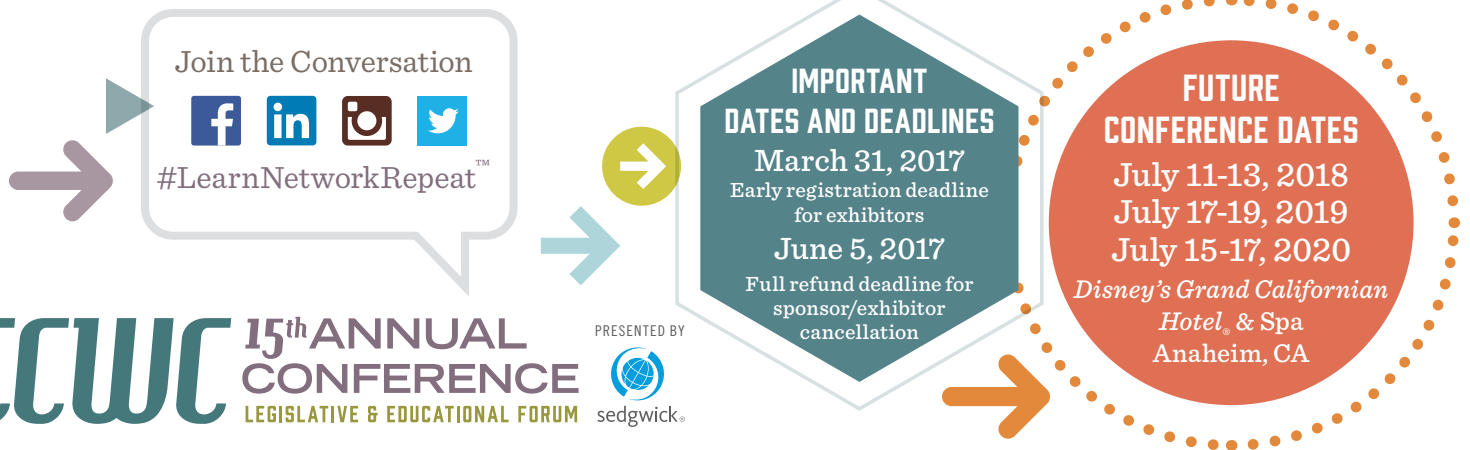 Join the Conversation
#LearnNetworkRepeat™
CCWC
15th ANNUAL
CONFERENCE
LEGISLATIVE & EDUCATIONAL FORUM
PRESENTED BY
sedgwick®
IMPORTANT
DATES AND DEADLINES
March 31, 2017
Early registration deadline
for exhibitors
June 5, 2017
Full refund deadline for
sponsor/exhibitor
cancellation
FUTURE
CONFERENCE DATES
July 11-13, 2018
July 17-19, 2019
July 15-17, 2020
Disney's Grand Californian
Hotel® & Spa
Anaheim, CA